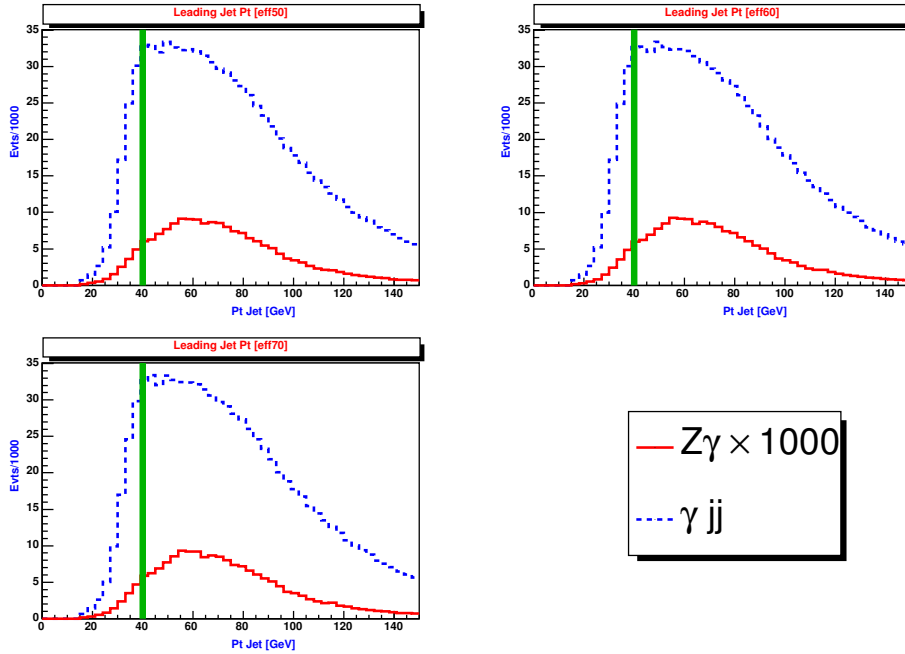 Leading Jet Pt [eff50]
Evts/1000
35
30
25
20
15
10
5
0
0 20 40 60 80 100 120 140
Pt Jet [GeV]
Leading Jet Pt [eff60]
Evts/1000
35
30
25
20
15
10
5
0
0 20 40 60 80 100 120 140
Pt Jet [GeV]
Leading Jet Pt [eff70]
Evts/1000
35
30
25
20
15
10
5
0
0 20 40 60 80 100 120 140
Pt Jet [GeV]
Zγ × 1000
γ jj